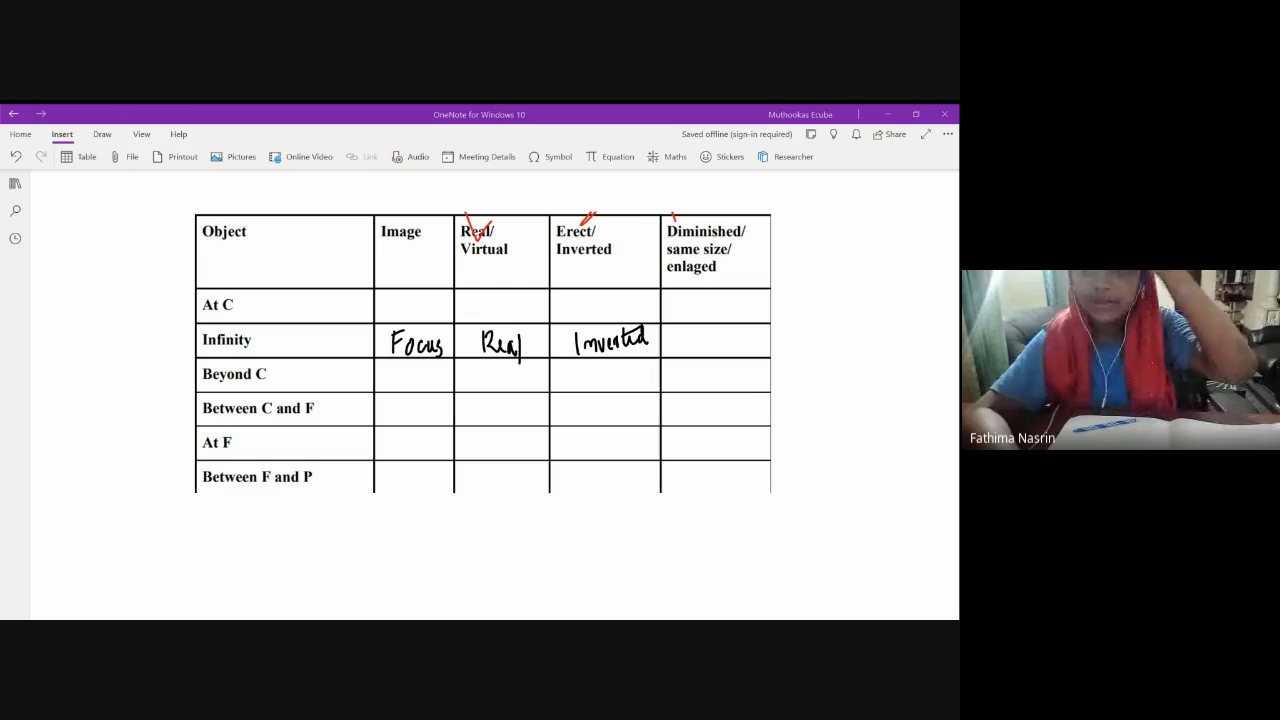 OneNote for Windows 10
Muthookas Ecube
Home Insert Draw View Help
Saved offline (sign-in required)
Share
Table File Printout Pictures Online Video Link Audio Meeting Details Symbol Equation Maths Stickers Researcher
Object
Image
Real/
Virtual
Erect/
Inverted
Diminished/
same size/
enlaged
At C
Infinity Focus Real Inverted
Beyond C
Between C and F
At F
Between F and P
Fathima Nasrin